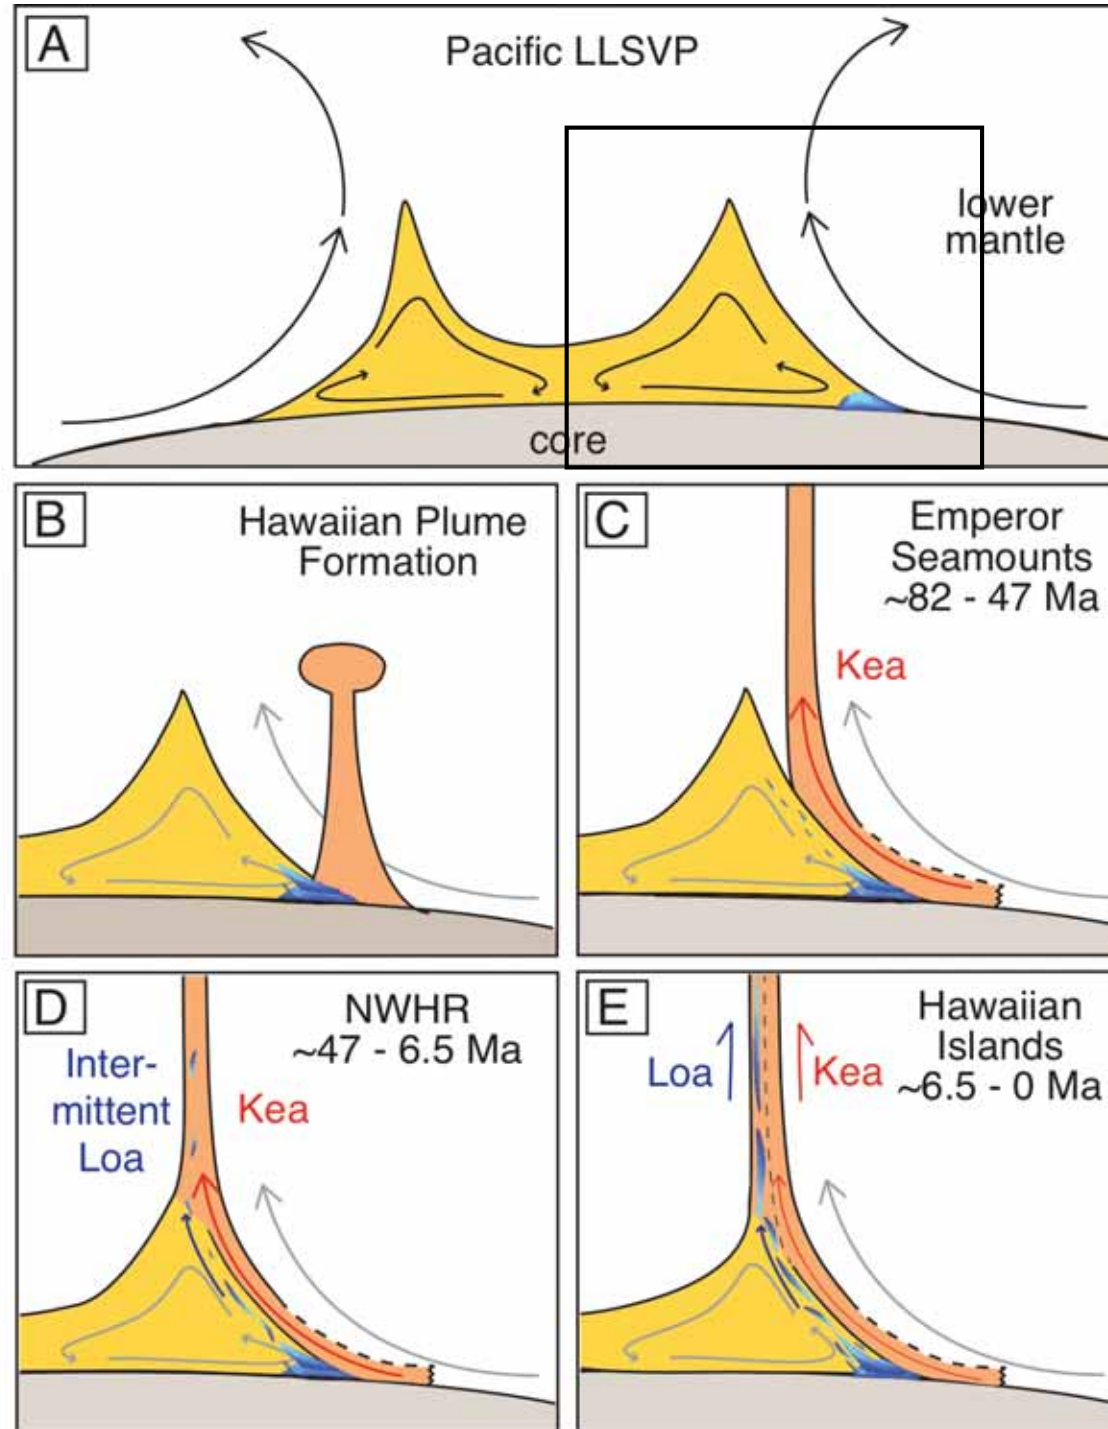 A
Pacific LLSVP
lower
mantle
core
B
Hawaiian Plume
Formation
C
Emperor
Seamounts
~82 - 47 Ma
Kea
D
NWHR
~47 - 6.5 Ma
Inter-
mittent
Loa
Kea
E
Hawaiian
Islands
~6.5 - 0 Ma
Loa
Kea